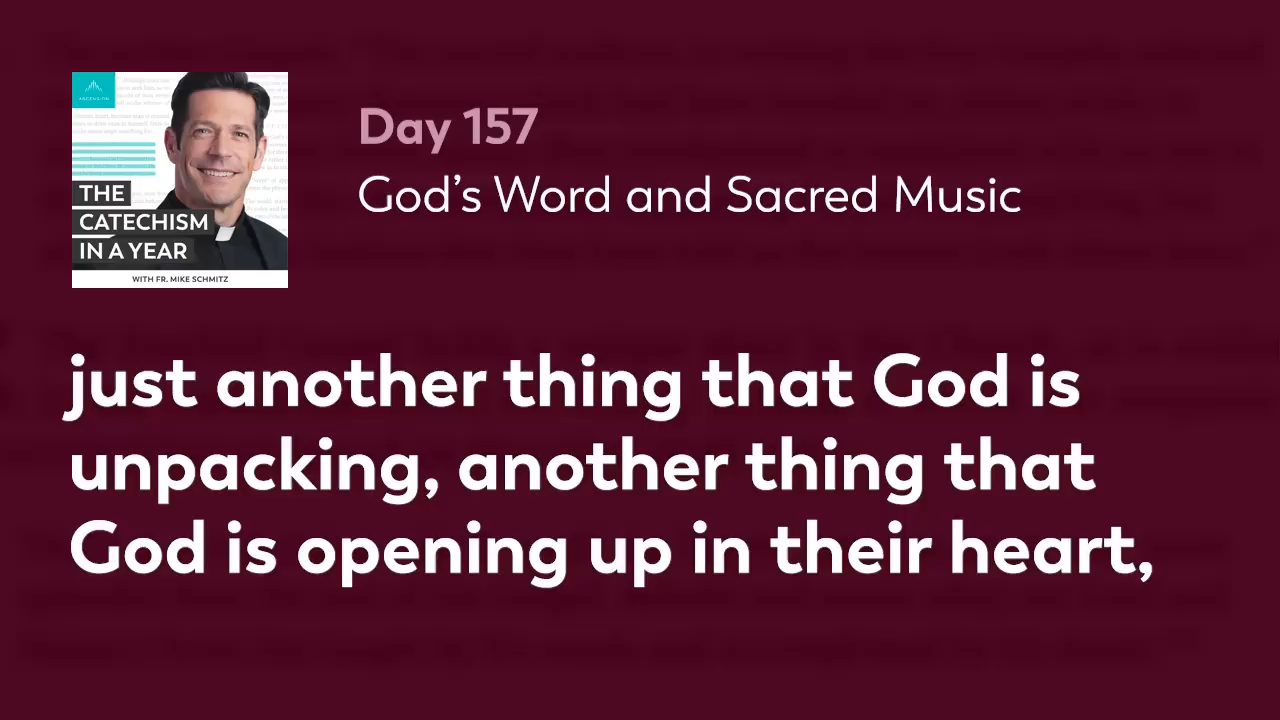 ASCENSION
THE
CATECHISM
IN A YEAR
WITH FR. MIKE SCHMITZ
Day 157
God’s Word and Sacred Music
just another thing that God is
unpacking, another thing that
God is opening up in their heart,